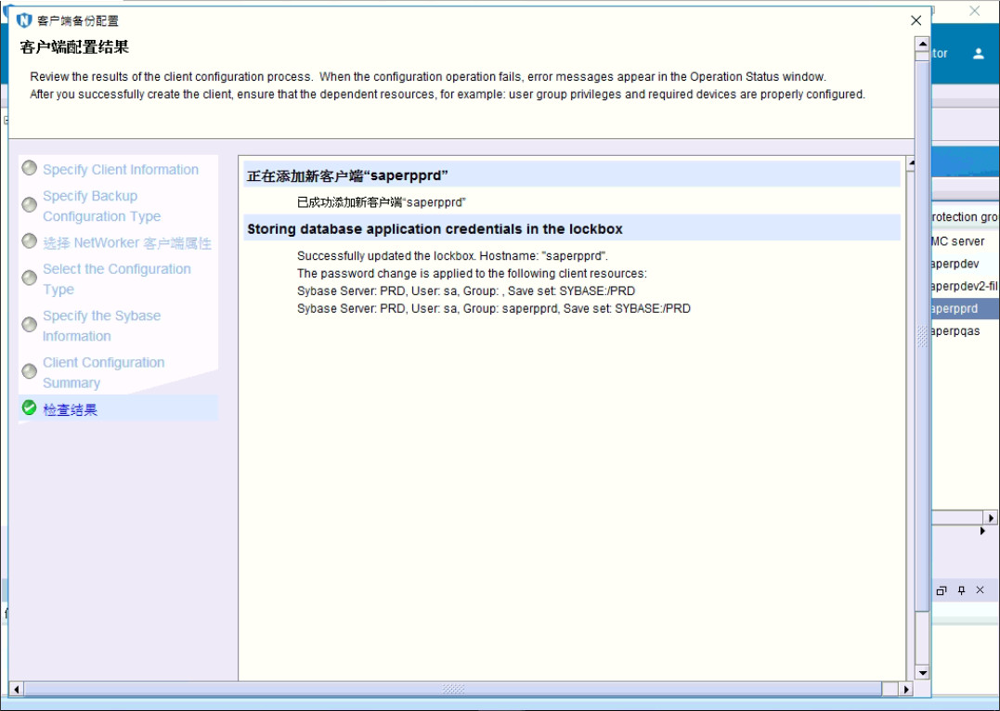 客户端备份配置
客户端配置结果
Review the results of the client configuration process. When the configuration operation fails, error messages appear in the Operation Status window.
After you successfully create the client, ensure that the dependent resources, for example: user group privileges and required devices are properly configured.
Specify Client Information
Specify Backup
Configuration Type
选择 NetWorker 客户端属性
Select the Configuration
Type
Specify the Sybase
Information
Client Configuration
Summary
检查结果
正在添加新客户端“saperpprd”
已成功添加新客户端“saperpprd”
Storing database application credentials in the lockbox
Successfully updated the lockbox. Hostname: "saperpprd".
The password change is applied to the following client resources:
Sybase Server: PRD, User: sa, Group: , Save set: SYBASE:/PRD
Sybase Server: PRD, User: sa, Group: saperpprd, Save set: SYBASE:/PRD
tor
rotection gro
MC server
aperpdev
aperpdev2-fil
aperpprd
aperpqas